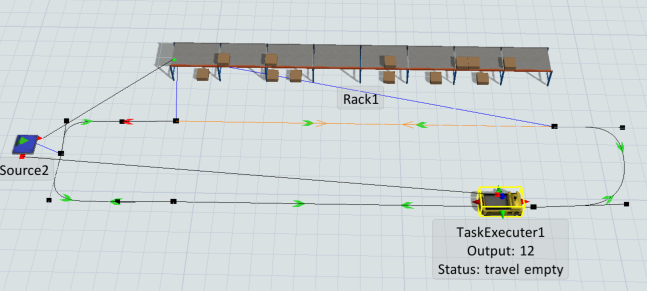 Rack1
Source2
TaskExecuter1
Output: 12
Status: travel empty